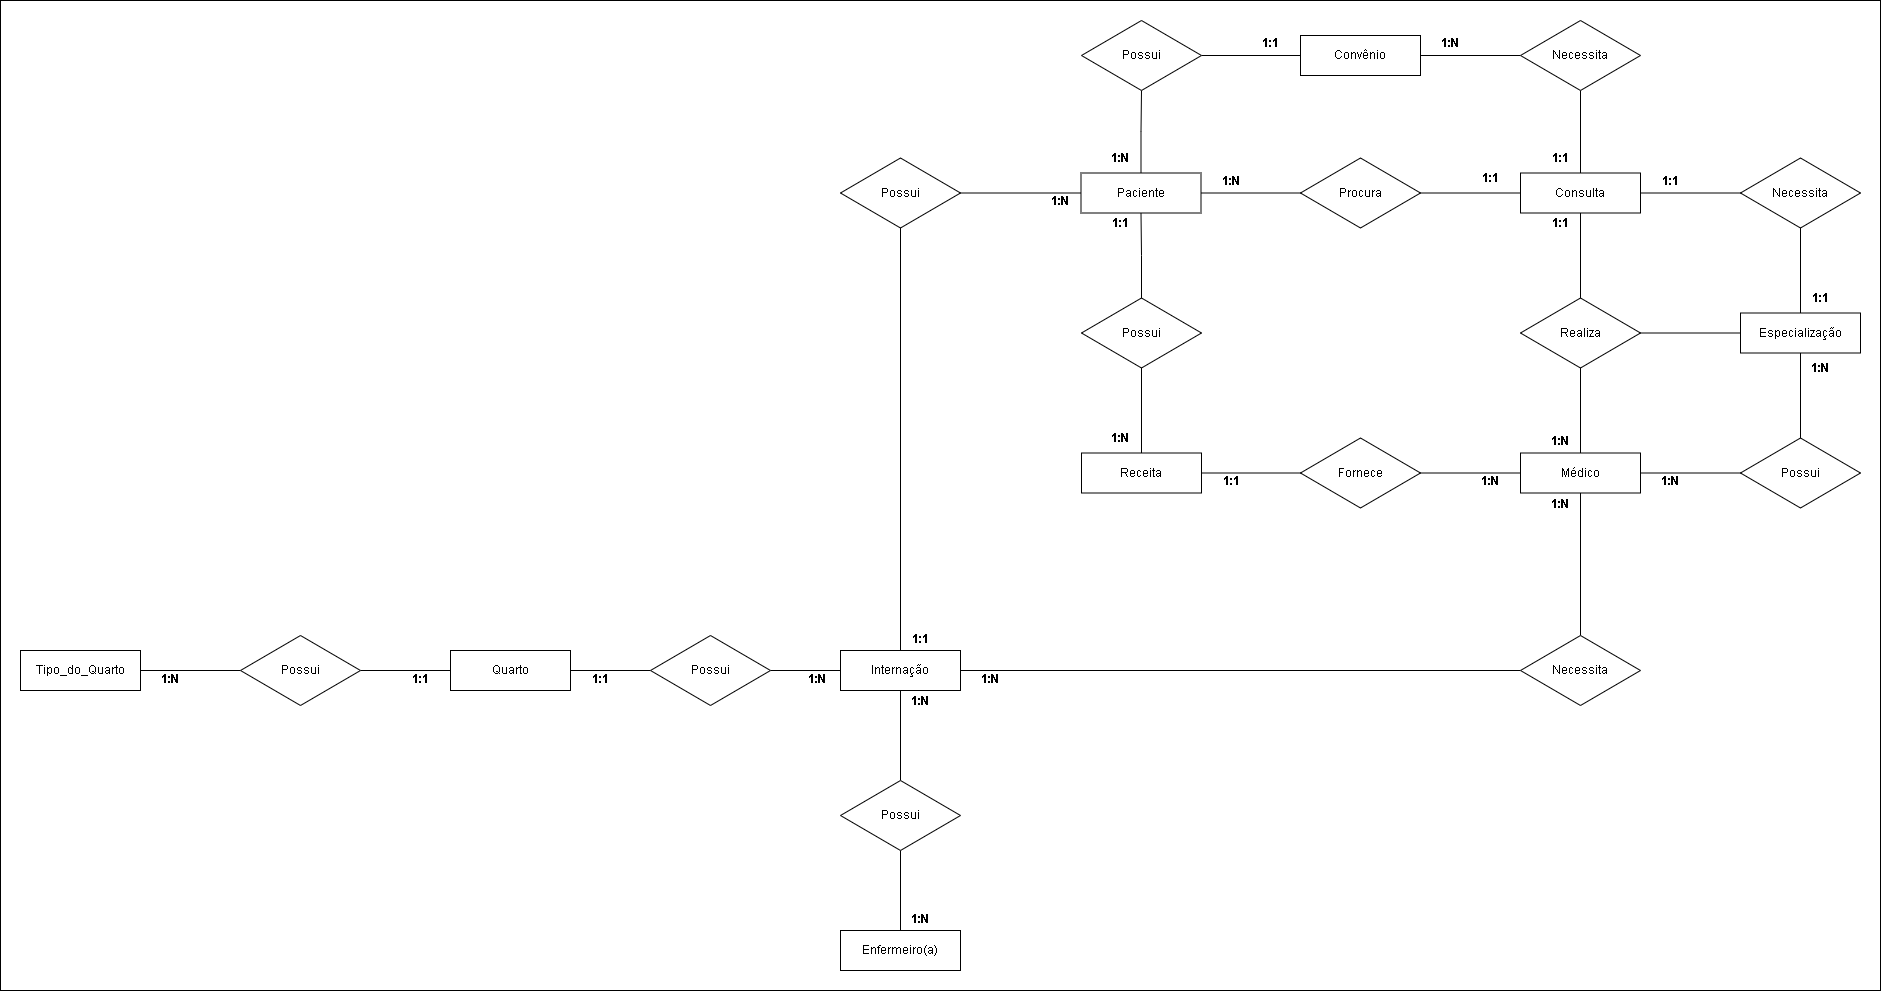 Possui
1:1
Convênio
1:N
Necessita
1:N
1:1
Possui
1:N
Paciente
1:N
Procura
1:1
Consulta
1:1
Necessita
1:1
1:1
1:1
Possui
Realiza
Especialização
1:N
1:N
1:N
Receita
1:1
Fornece
1:N
Médico
1:N
Possui
1:N
1:1
Tipo_do_Quarto
1:N
Possui
1:1
Quarto
1:1
Possui
1:N
Internação
1:N
Necessita
1:N
Possui
1:N
Enfermeiro(a)